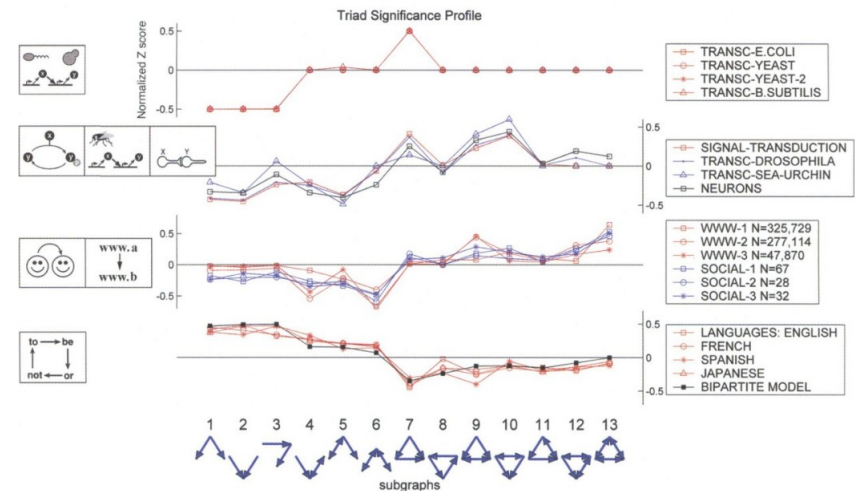 Triad Significance Profile
Normalized Z score
0.5
0
-0.5
X Y
TRANSC-E.COLI
TRANSC-YEAST
TRANSC-YEAST-2
TRANSC-B.SUBTILIS
X
Y Y
X Y
X Y
0.5
0
-0.5
SIGNAL-TRANSDUCTION
TRANSC-DROSOPHILA
TRANSC-SEA-URCHIN
NEURONS
www.a
www.b
0.5
0
-0.5
WWW-1 N=325,729
WWW-2 N=277,114
WWW-3 N=47,870
SOCIAL-1 N=67
SOCIAL-2 N=28
SOCIAL-3 N=32
to be
not or
0.5
0
-0.5
LANGUAGES: ENGLISH
FRENCH
SPANISH
JAPANESE
BIPARTITE MODEL
1 2 3 4 5 6 7 8 9 10 11 12 13
subgraphs